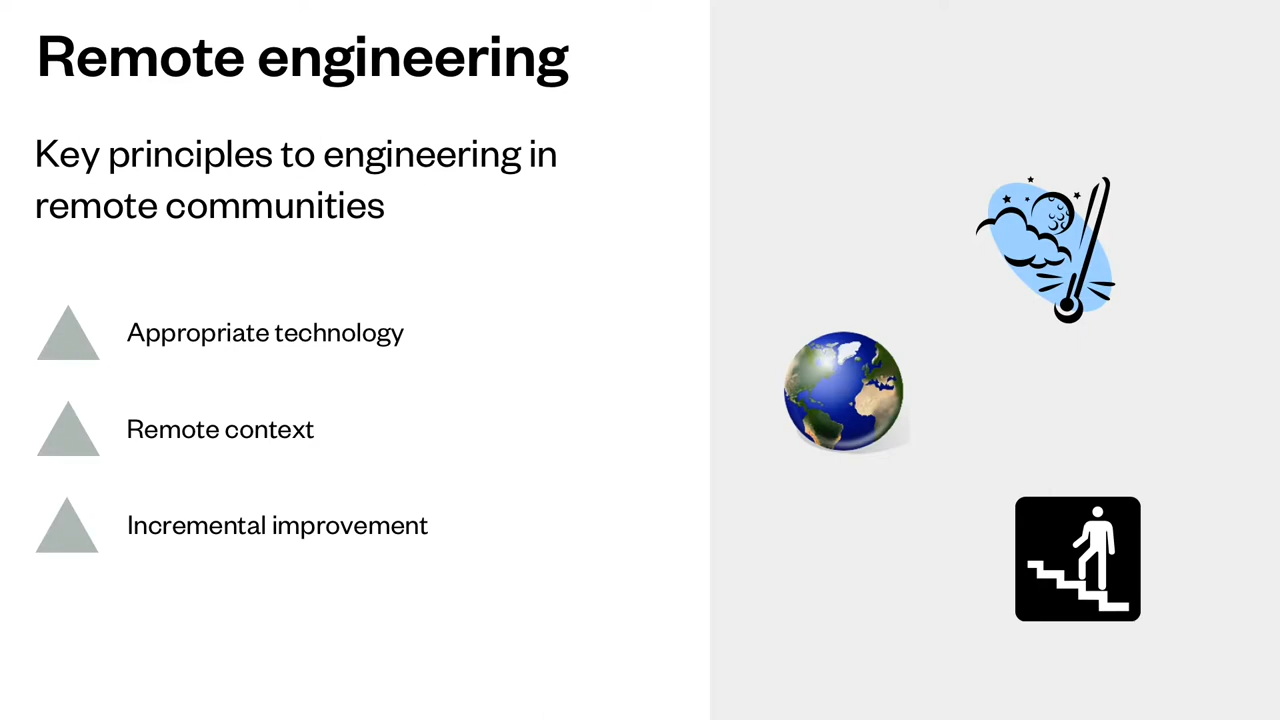 Remote engineering
Key principles to engineering in
remote communities
Appropriate technology
Remote context
Incremental improvement